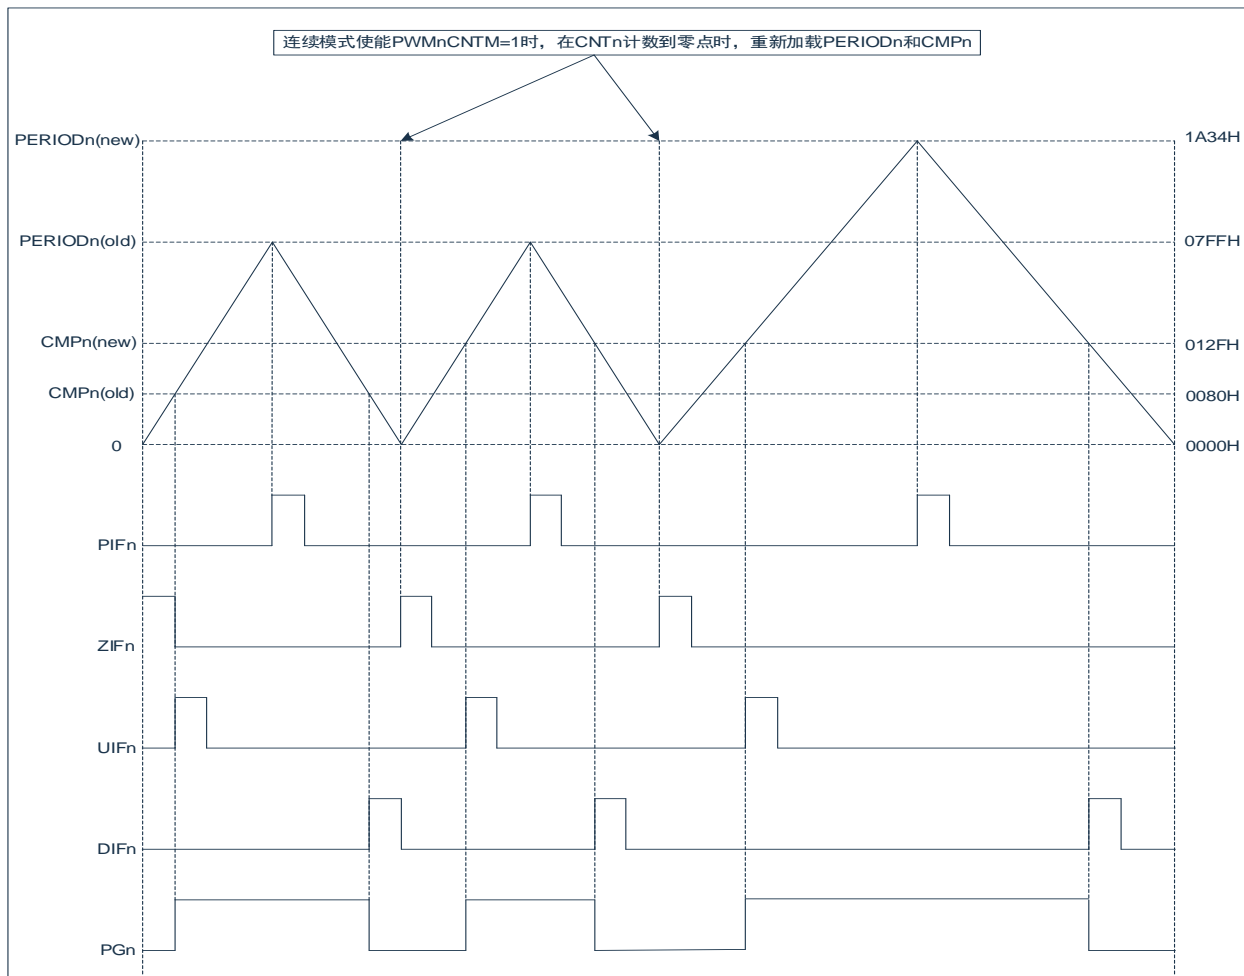 连续模式使能PWMnCNTM=1时，在CNTn计数到零点时，重新加载PERIODn和CMPn
PERIODn(new)
1A34H
PERIODn(old)
07FFH
CMPn(new)
012FH
CMPn(old)
0080H
0
0000H
PIFn
ZIFn
UIFn
DIFn
PGn